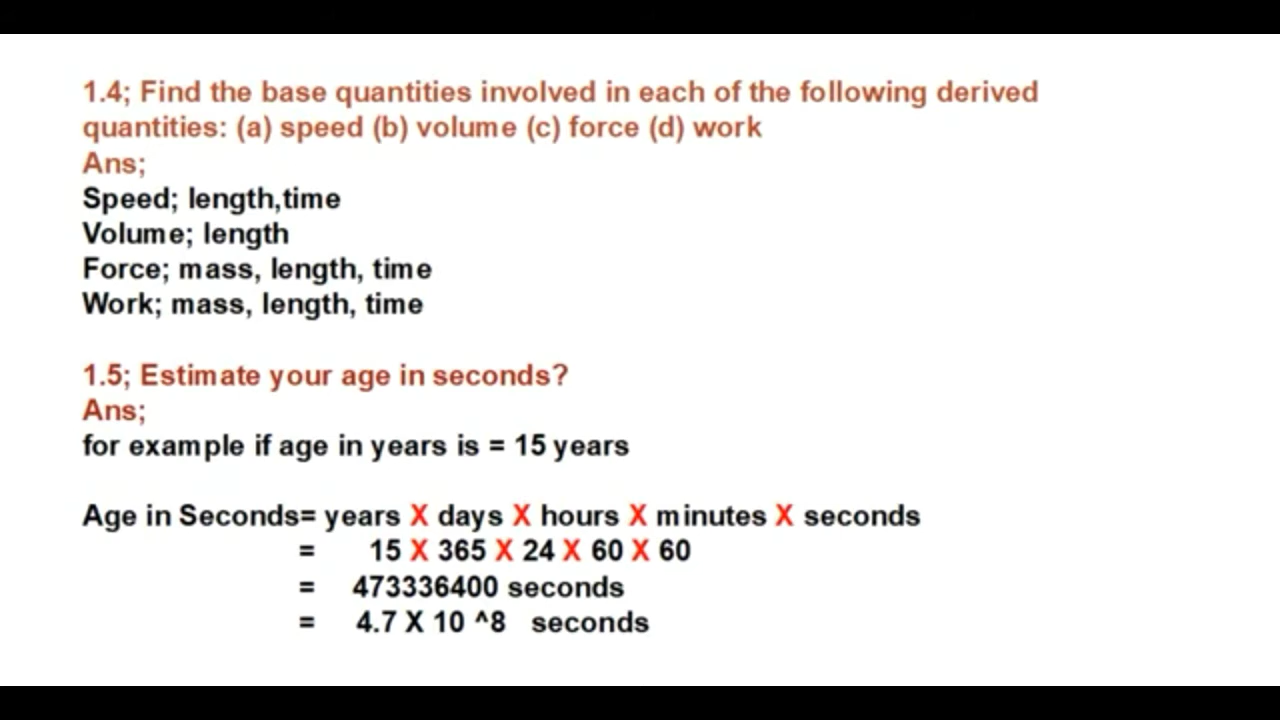 1.4; Find the base quantities involved in each of the following derived
quantities: (a) speed (b) volume (c) force (d) work
Ans;
Speed; length,time
Volume; length
Force; mass, length, time
Work; mass, length, time
1.5; Estimate your age in seconds?
Ans;
for example if age in years is = 15 years
Age in Seconds= years X days X hours X minutes X seconds
= 15 X 365 X 24 X 60 X 60
= 473336400 seconds
= 4.7 X 10 ^8 seconds